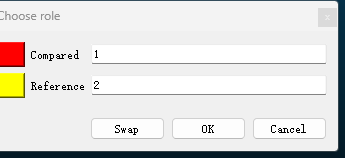 Choose role
x
Compared 1
Reference 2
Swap OK Cancel